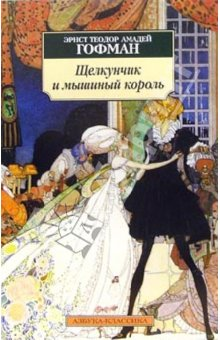 ЭРНСТ ТЕОДОР АМАДЕЙ
ГОФМАН
Щелкунчик
и мышиный король
АЗБУКА-КЛАССИКА